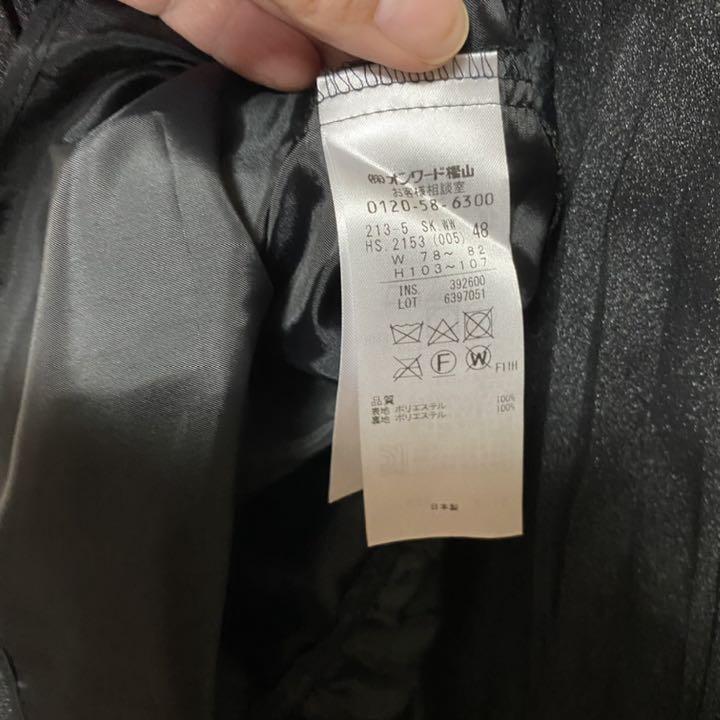 ㈱オンワード樫山
お客様相談室
0120-58-6300
213-5 SK.WW
HS.2153 (005) 48
W 78～ 82
H 103～107
INS. 392600
LOT 6397051
F W F11H
品質
表地 ポリエステル 100%
裏地 ポリエステル 100%
日本製